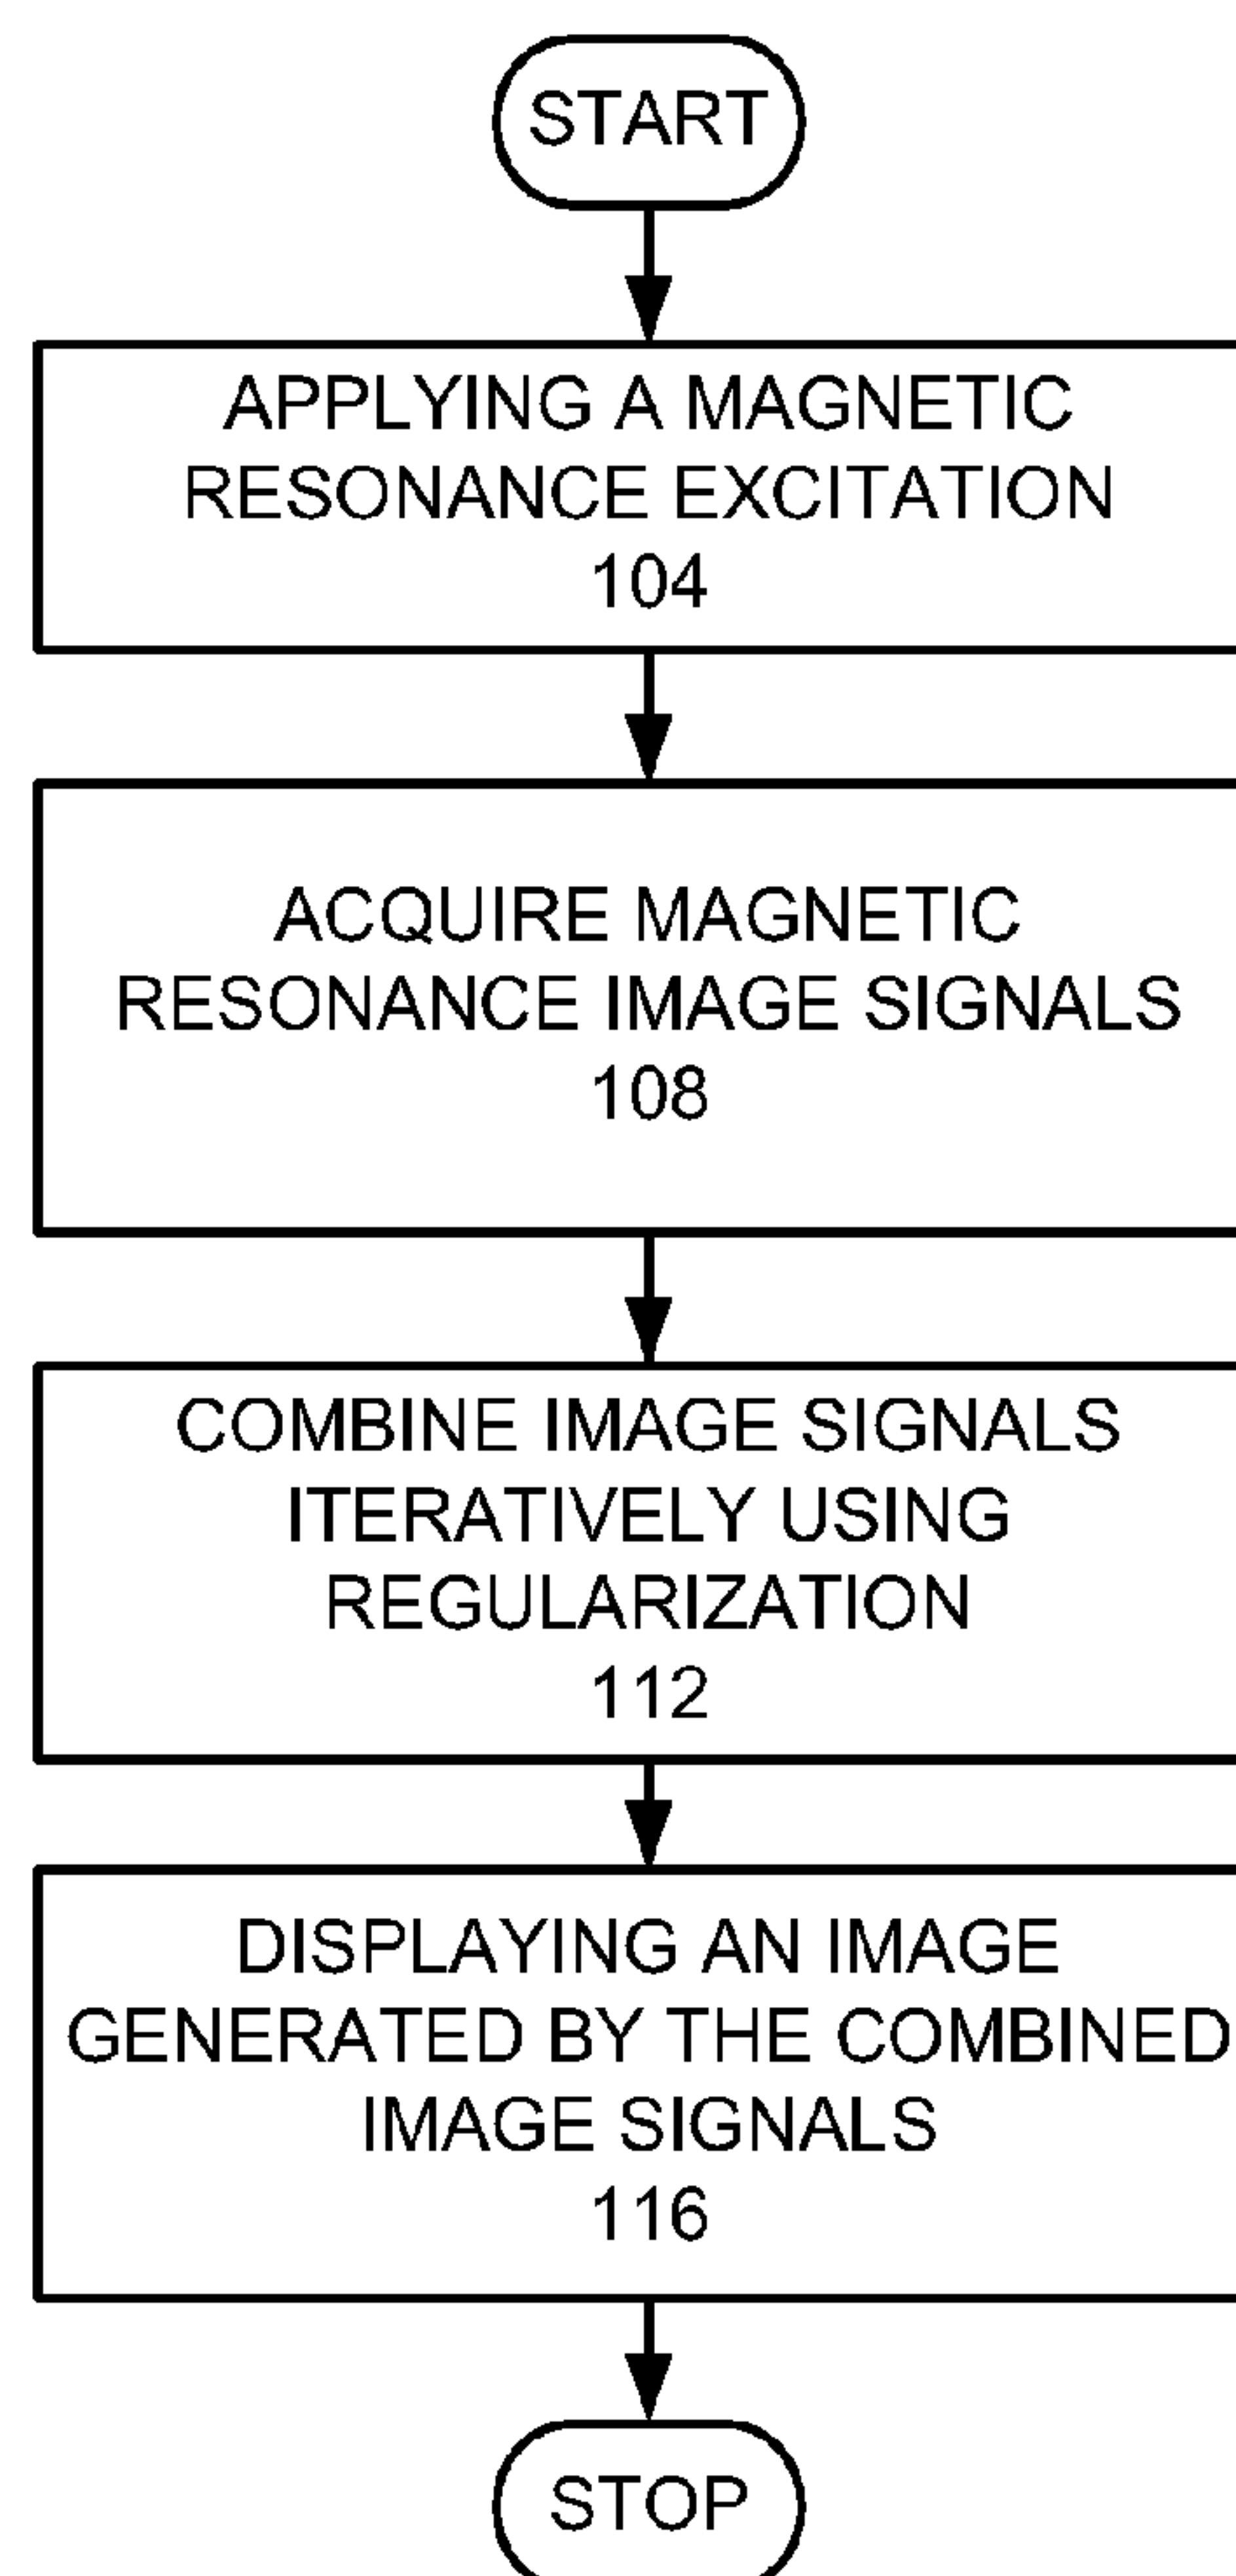 START
APPLYING A MAGNETIC
RESONANCE EXCITATION
104
ACQUIRE MAGNETIC
RESONANCE IMAGE SIGNALS
108
COMBINE IMAGE SIGNALS
ITERATIVELY USING
REGULARIZATION
112
DISPLAYING AN IMAGE
GENERATED BY THE COMBINED
IMAGE SIGNALS
116
STOP